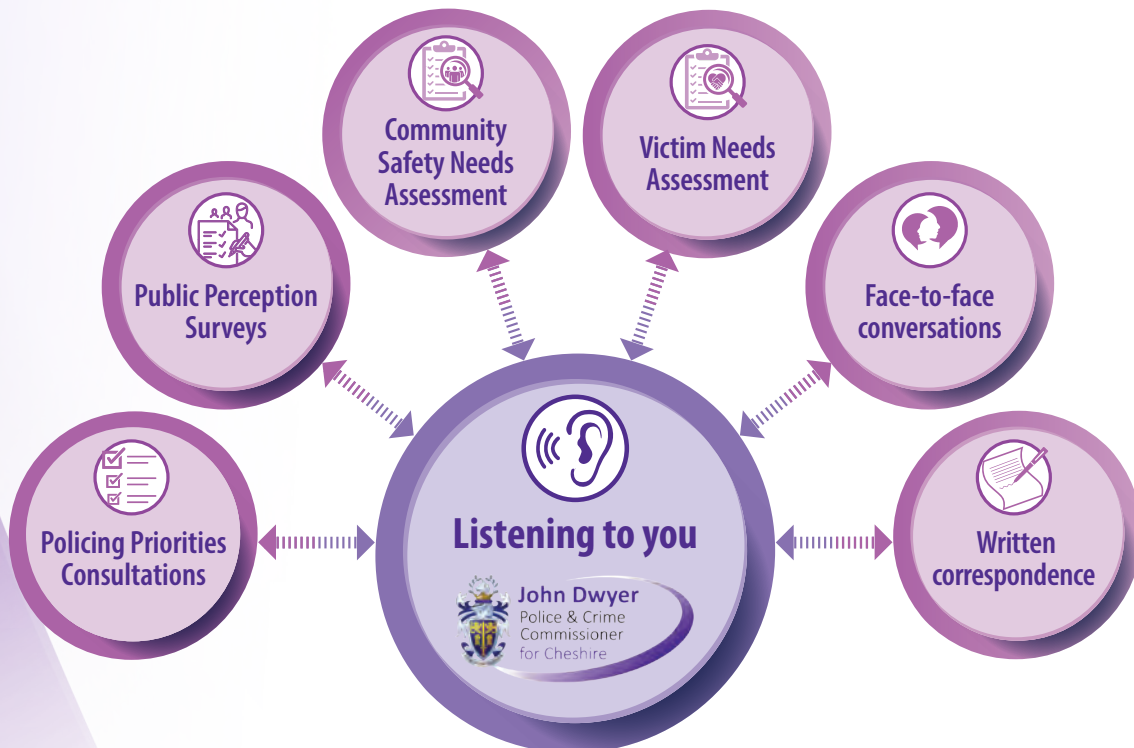 Community
Safety Needs
Assessment
Victim Needs
Assessment
Public Perception
Surveys
Face-to-face
conversations
Policing Priorities
Consultations
Listening to you
John Dwyer
Police & Crime
Commissioner
for Cheshire
Written
correspondence